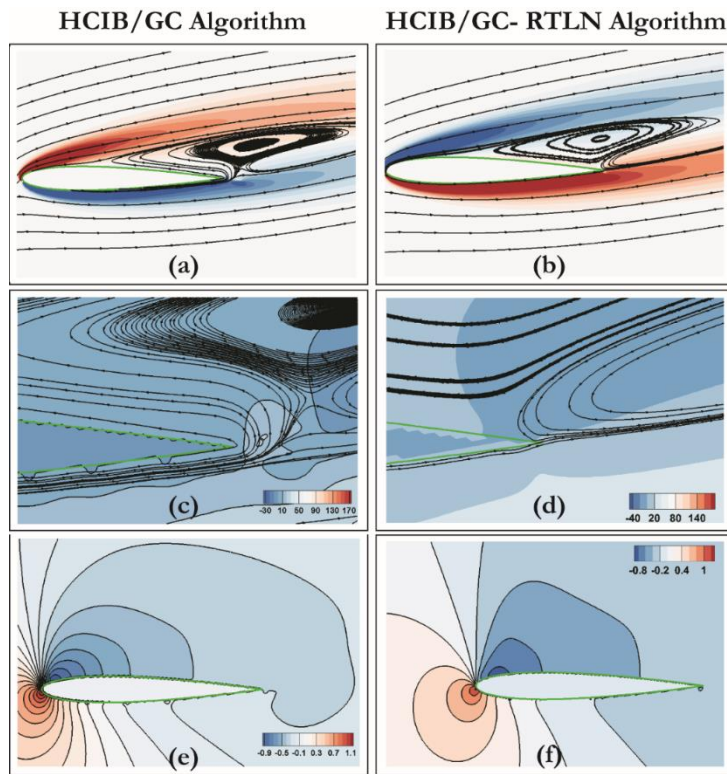 HCIB/GC Algorithm
HCIB/GC- RTLN Algorithm
(a)
(b)
(c)
-30 10 50 90 130 170
(d)
-40 20 80 140
(e)
-0.9 -0.5 -0.1 0.3 0.7 1.1
(f)
-0.8 -0.2 0.4 1